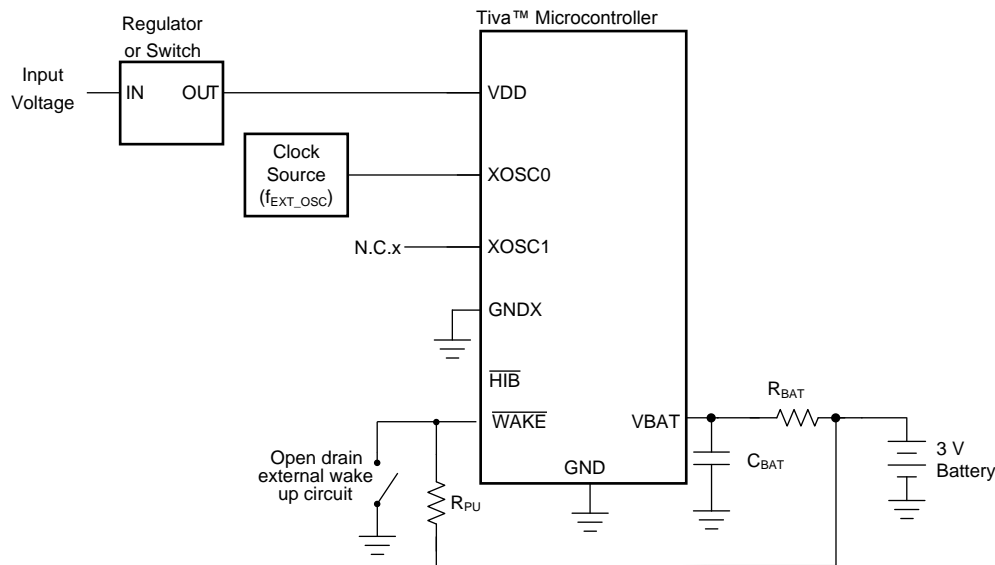 Tiva™ Microcontroller
Regulator
or Switch
Input
Voltage
IN
OUT
VDD
Clock
Source
(fEXT_OSC)
XOSC0
N.C.x
XOSC1
GNDX
HIB
WAKE
VBAT
RBAT
Open drain
external wake
up circuit
RPU
GND
CBAT
3 V
Battery